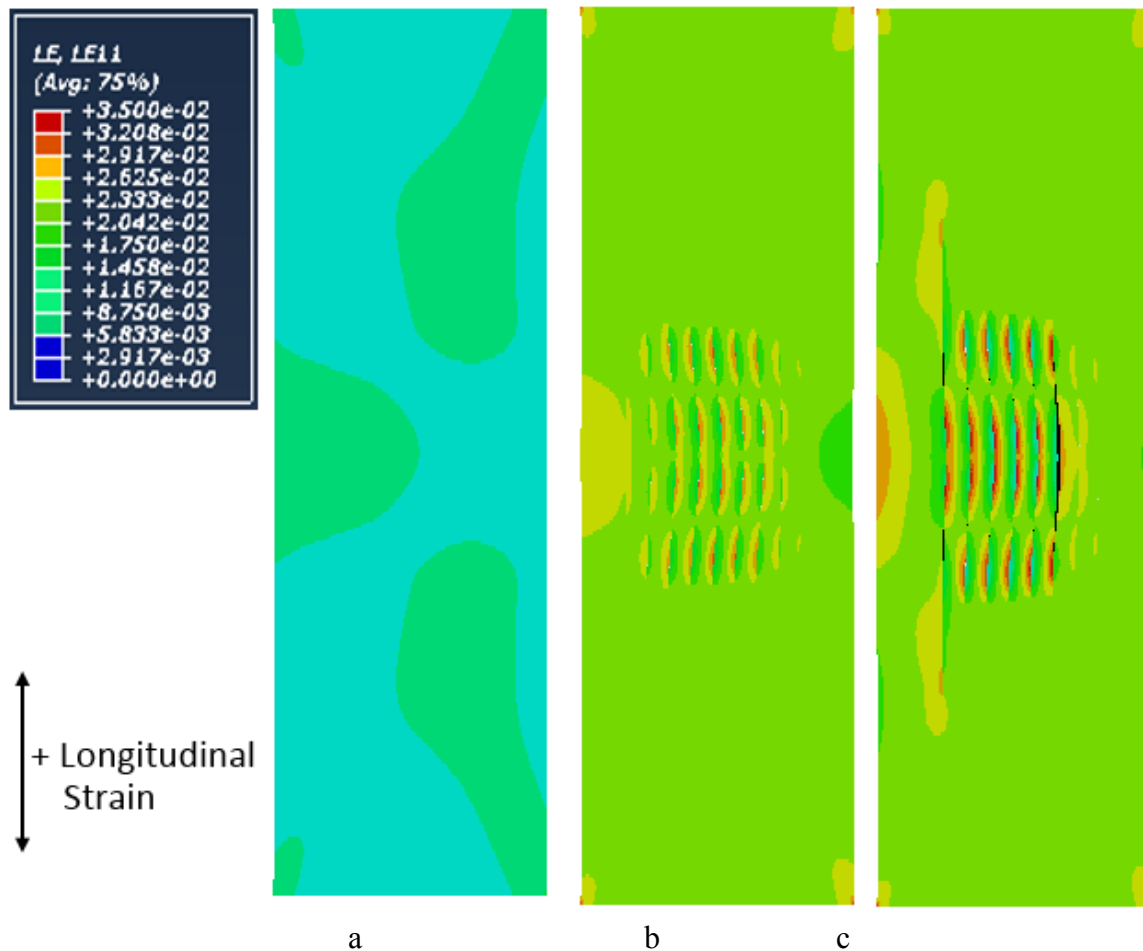 LE, LE11
(Avg: 75%)
+3.500e-02
+3.208e-02
+2.917e-02
+2.625e-02
+2.333e-02
+2.042e-02
+1.750e-02
+1.458e-02
+1.167e-02
+8.750e-03
+5.833e-03
+2.917e-03
+0.000e+00
+ Longitudinal
Strain
a b c